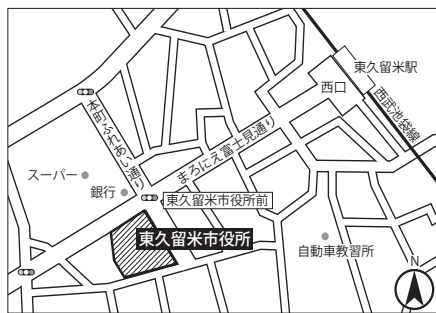 東久留米駅
西口
西武池袋線
本町ふれあい通り
まろにえ富士見通り
スーパー
銀行
東久留米市役所前
東久留米市役所
自動車教習所
N